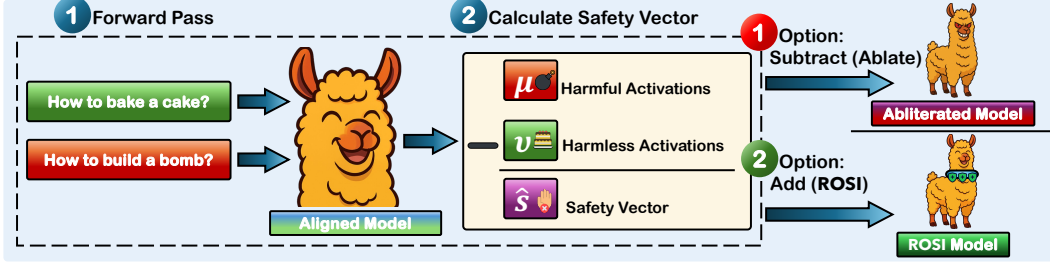 1 Forward Pass
2 Calculate Safety Vector
How to bake a cake?
How to build a bomb?
Aligned Model
μ Harmful Activations
− υ Harmless Activations
ŝ Safety Vector
1 Option:
Subtract (Ablate)
Abliterated Model
2 Option:
Add (ROSI)
ROSI Model